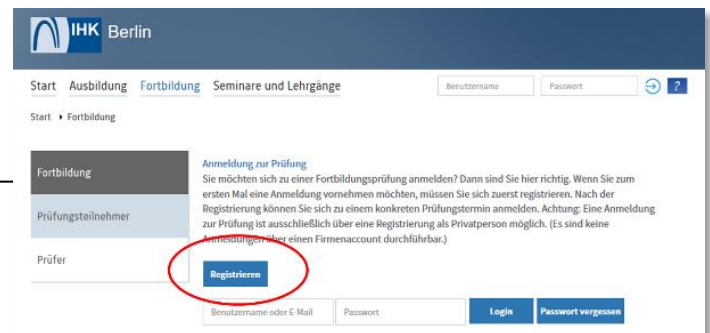 IHK Berlin
Start Ausbildung Fortbildung Seminare und Lehrgänge Benutzername Passwort ?
Start ▸ Fortbildung
Fortbildung
Prüfungsteilnehmer
Prüfer
Anmeldung zur Prüfung
Sie möchten sich zu einer Fortbildungsprüfung anmelden? Dann sind Sie hier richtig. Wenn Sie zum
ersten Mal eine Anmeldung vornehmen möchten, müssen Sie sich zuerst registrieren. Nach der
Registrierung können Sie sich zu einem konkreten Prüfungstermin anmelden. Achtung: Eine Anmeldung
zur Prüfung ist ausschließlich über eine Registrierung als Privatperson möglich. (Es sind keine
Anmeldungen über einen Firmenaccount durchführbar.)
Registrieren
Benutzername oder E-Mail Passwort Login Passwort vergessen